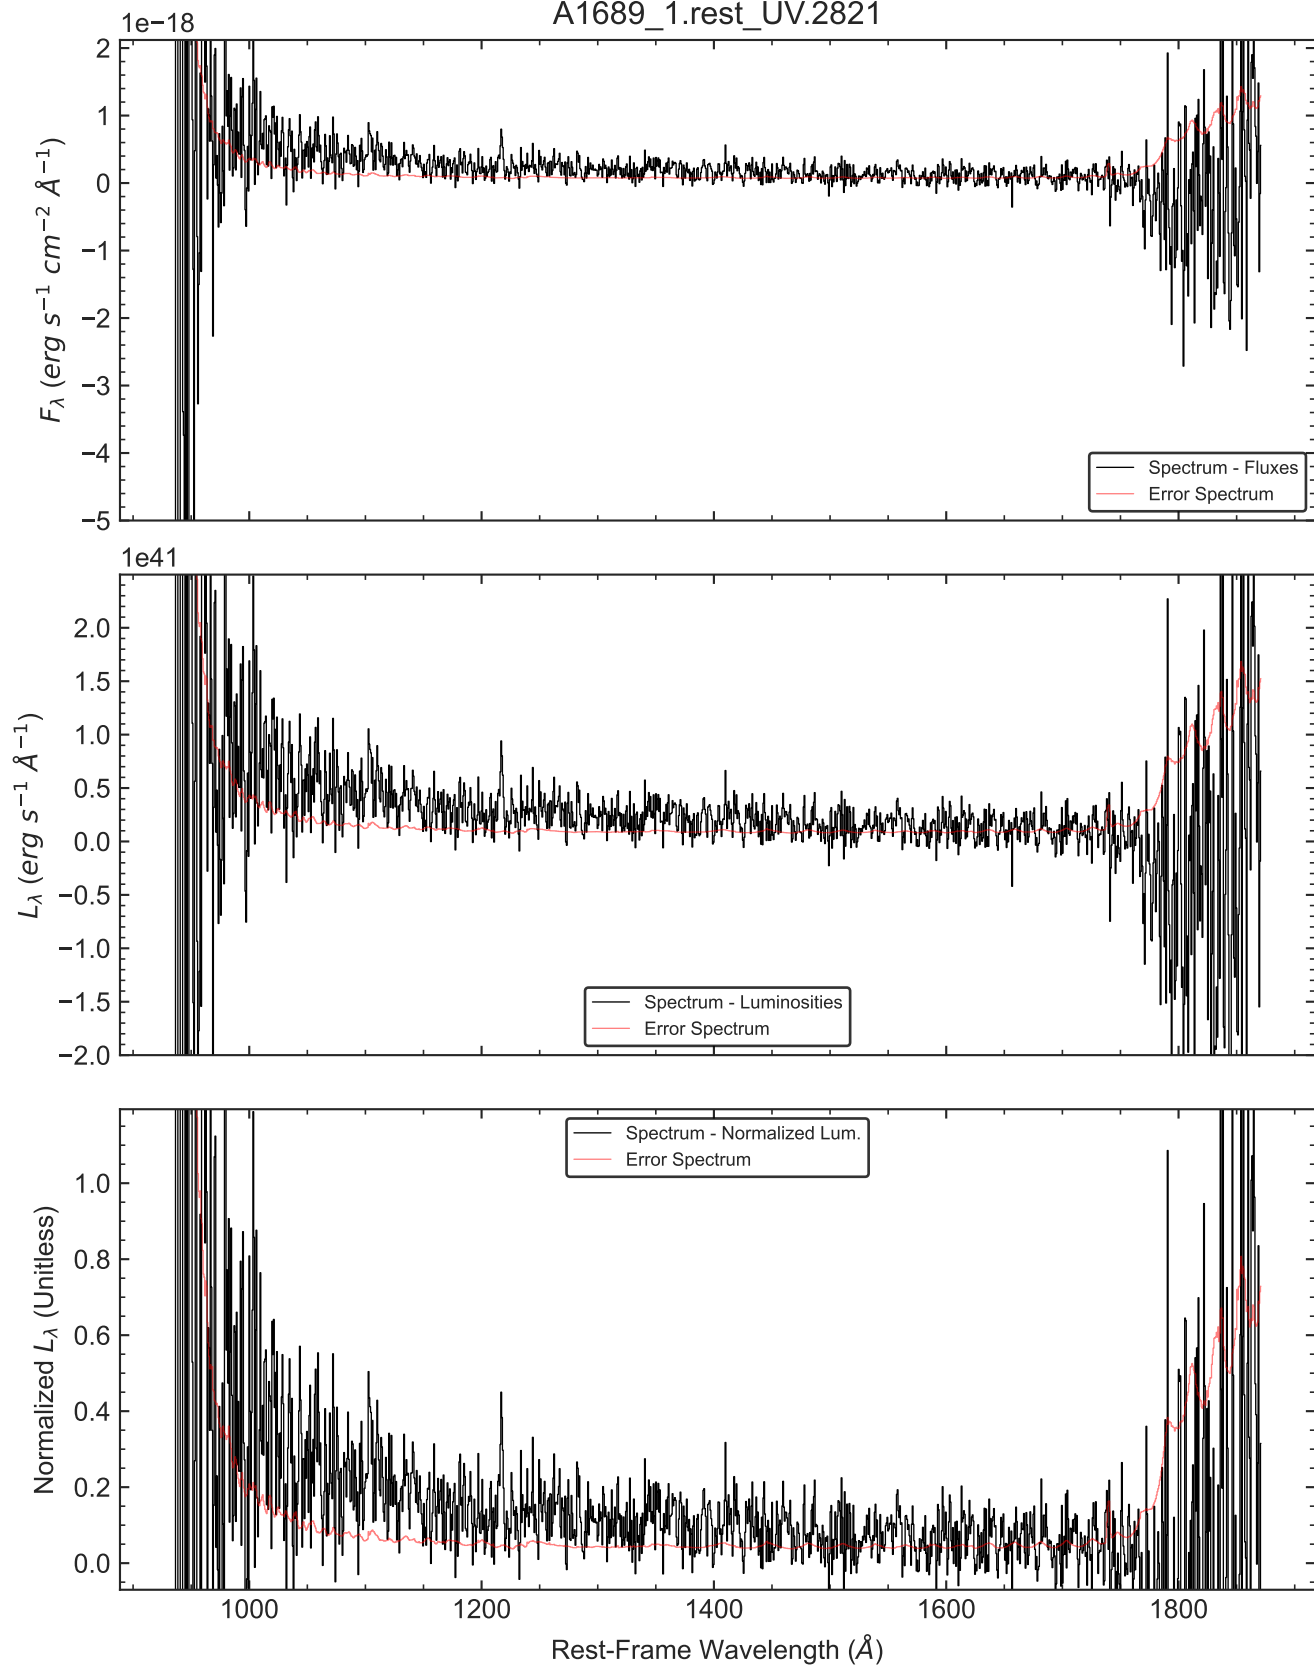 A1689_1.rest_UV.2821
1e−18
2
1
0
−1
−2
−3
−4
−5
F_λ (erg s⁻¹ cm⁻² Å⁻¹)
Spectrum - Fluxes
Error Spectrum
1e41
2.0
1.5
1.0
0.5
0.0
−0.5
−1.0
−1.5
−2.0
L_λ (erg s⁻¹ Å⁻¹)
Spectrum - Luminosities
Error Spectrum
1.0
0.8
0.6
0.4
0.2
0.0
Normalized L_λ (Unitless)
Spectrum - Normalized Lum.
Error Spectrum
1000 1200 1400 1600 1800
Rest-Frame Wavelength (Å)